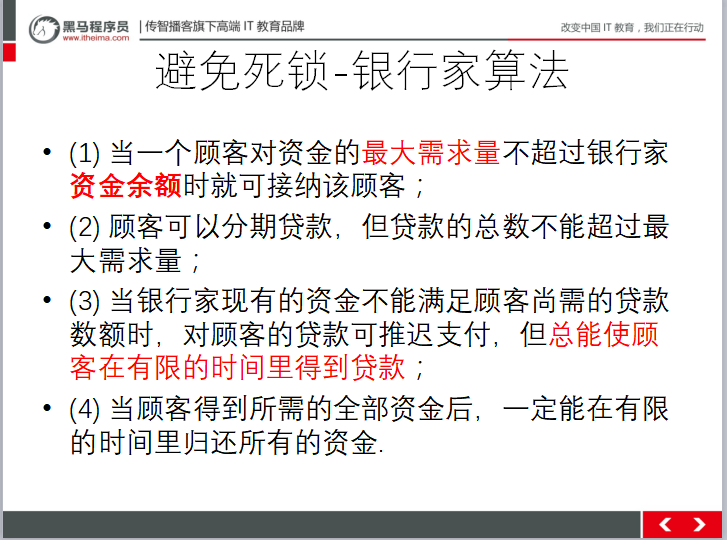 黑马程序员
www.itheima.com
传智播客旗下高端 IT 教育品牌
改变中国 IT 教育，我们正在行动
避免死锁-银行家算法
• (1) 当一个顾客对资金的最大需求量不超过银行家
资金余额时就可接纳该顾客；
• (2) 顾客可以分期贷款，但贷款的总数不能超过最
大需求量；
• (3) 当银行家现有的资金不能满足顾客尚需的贷款
数额时，对顾客的贷款可推迟支付，但总能使顾
客在有限的时间里得到贷款；
• (4) 当顾客得到所需的全部资金后，一定能在有限
的时间里归还所有的资金.